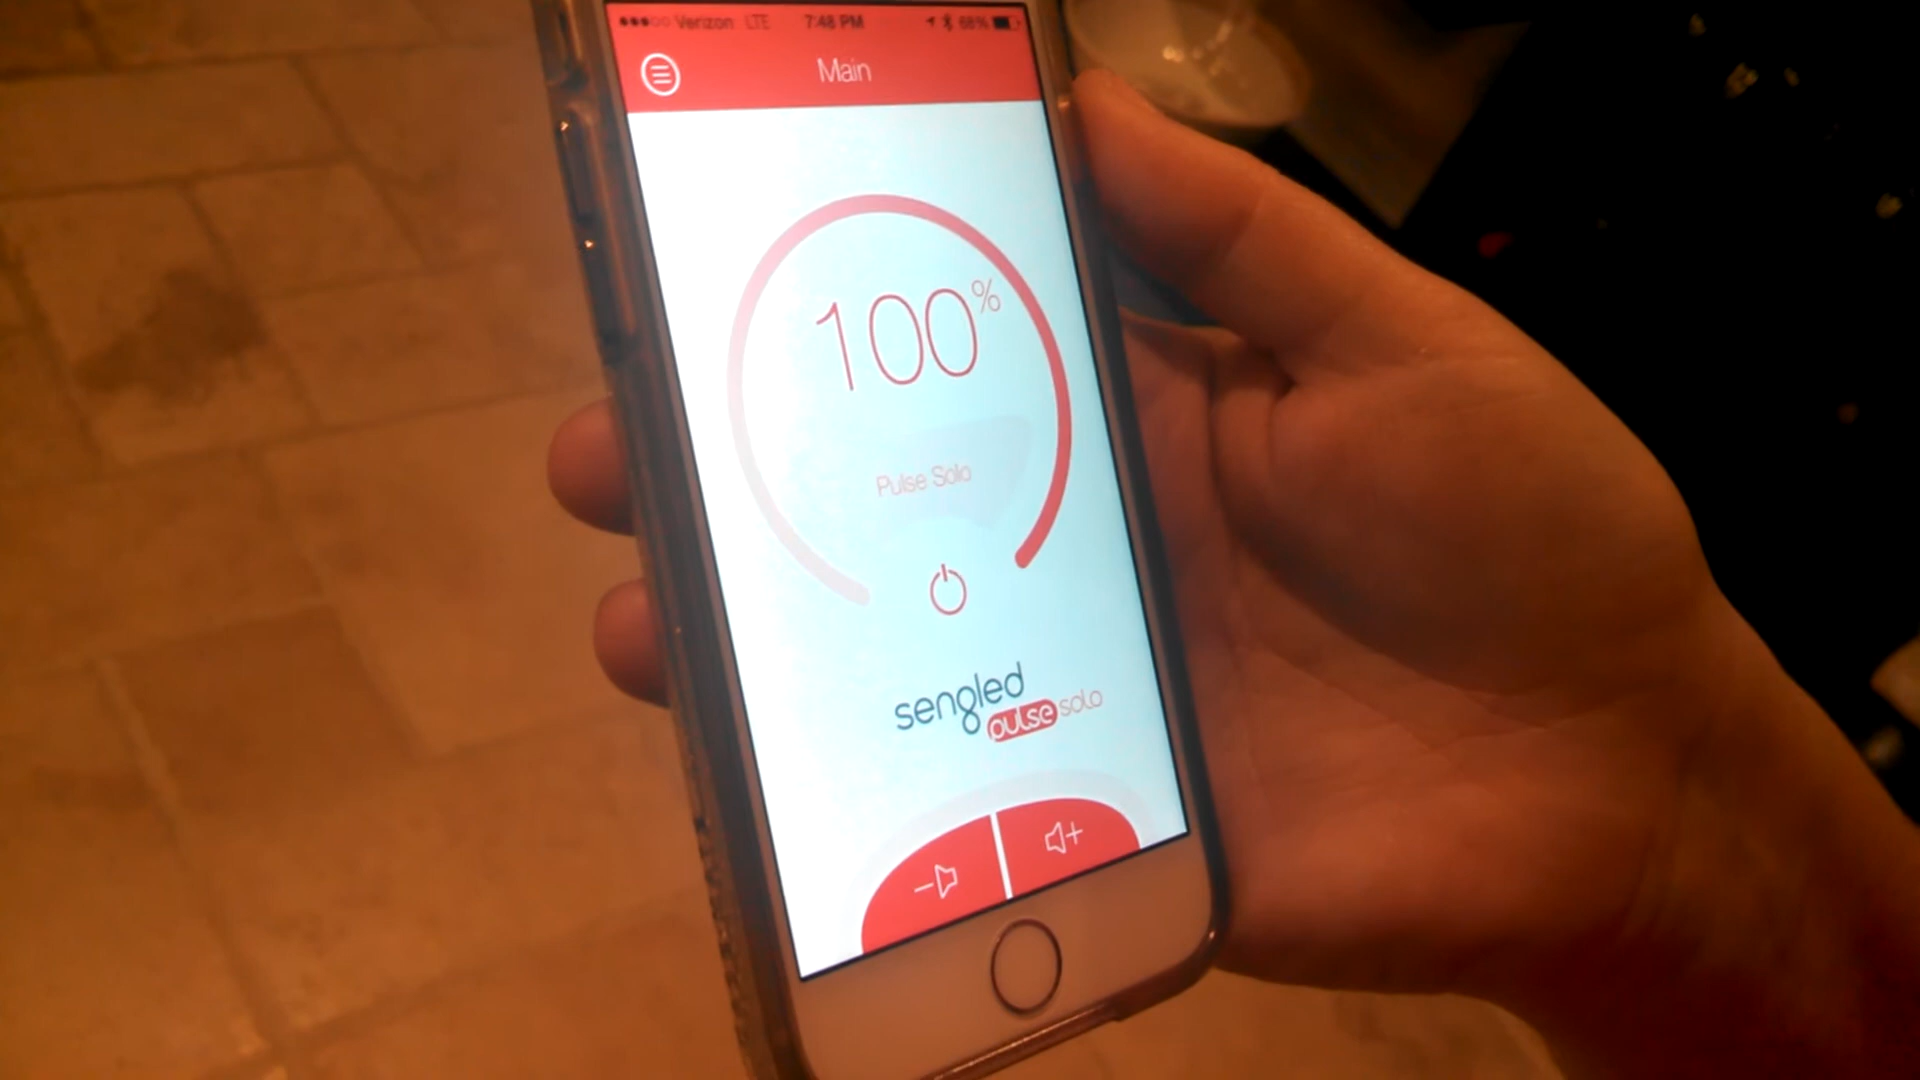 Verizon LTE 7:48 PM 68%
Main
100%
Pulse Solo
sengled
pulse solo